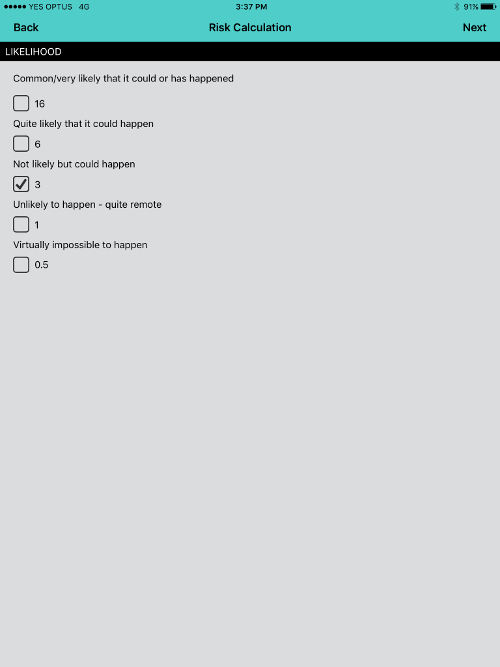 YES OPTUS 4G 3:37 PM 91%
Back Risk Calculation Next
LIKELIHOOD
Common/very likely that it could or has happened
16
Quite likely that it could happen
6
Not likely but could happen
3
Unlikely to happen - quite remote
1
Virtually impossible to happen
0.5